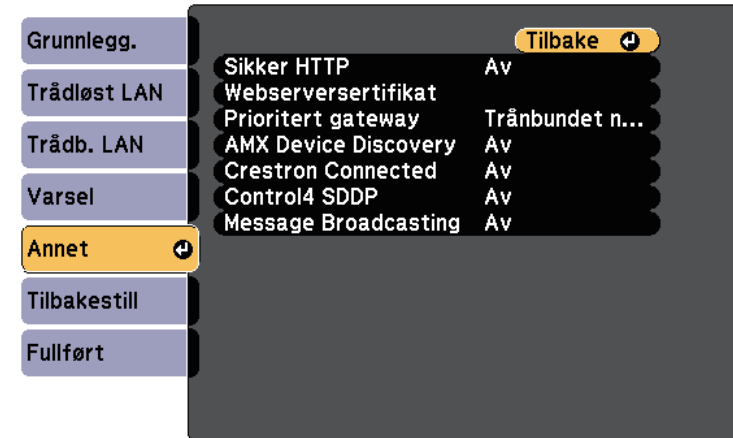 Grunnlegg.
Trådløst LAN
Trådb. LAN
Varsel
Annet
Tilbakestill
Fullført
Tilbake
Sikker HTTP Av
Webserversertifikat
Prioritert gateway Trånbundet n...
AMX Device Discovery Av
Crestron Connected Av
Control4 SDDP Av
Message Broadcasting Av